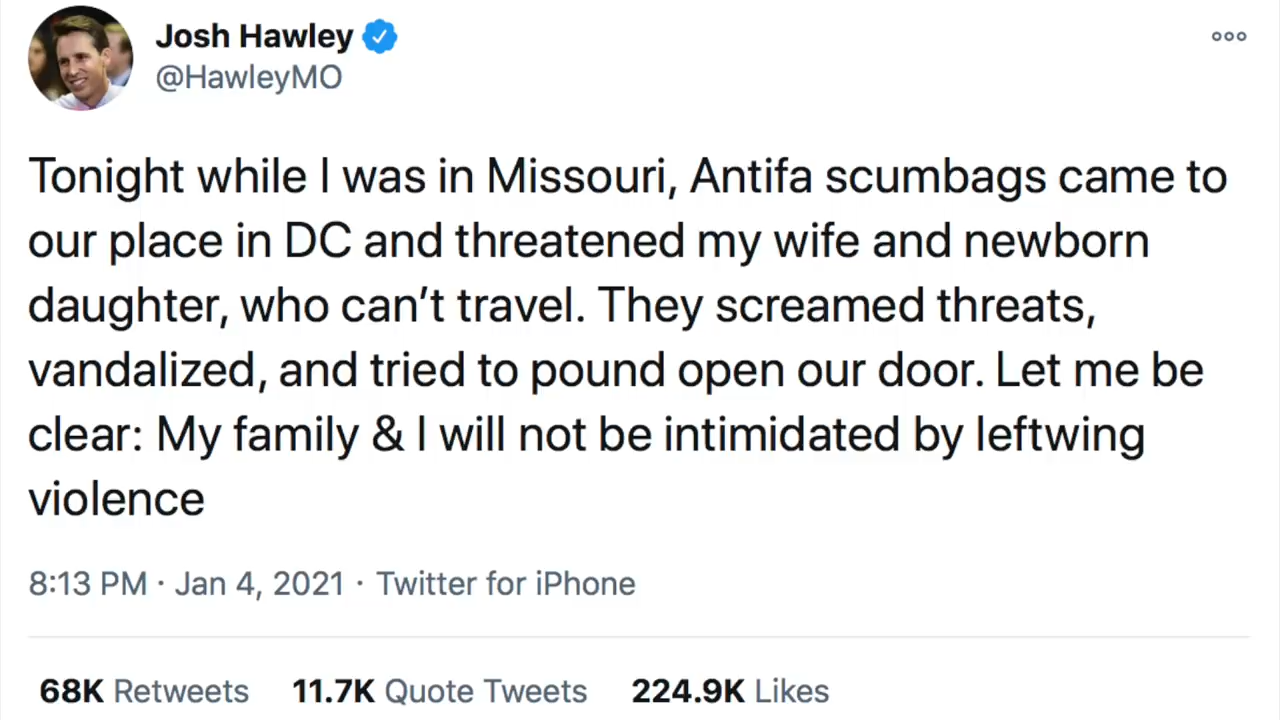 Josh Hawley
@HawleyMO
Tonight while I was in Missouri, Antifa scumbags came to
our place in DC and threatened my wife and newborn
daughter, who can’t travel. They screamed threats,
vandalized, and tried to pound open our door. Let me be
clear: My family & I will not be intimidated by leftwing
violence
8:13 PM · Jan 4, 2021 · Twitter for iPhone
68K Retweets 11.7K Quote Tweets 224.9K Likes